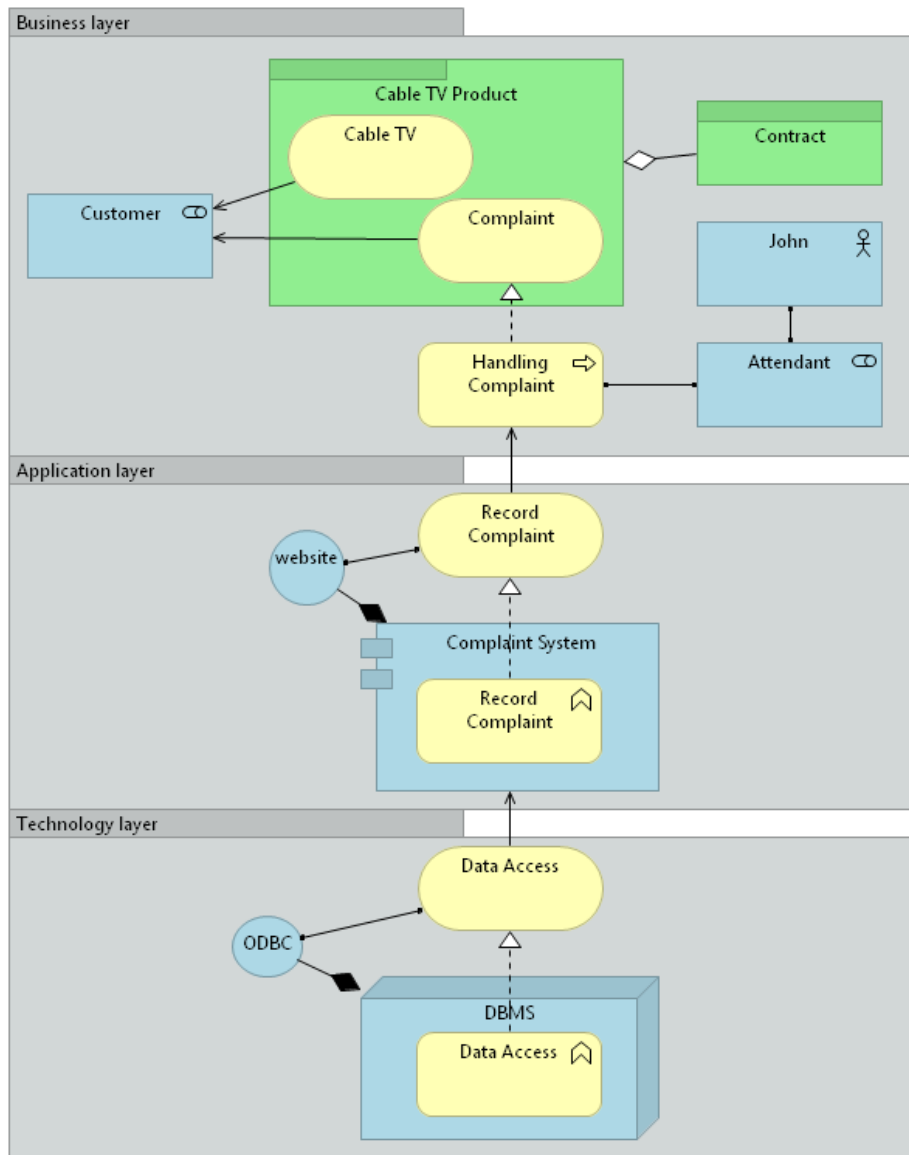 Business layer
Cable TV Product
Cable TV
Contract
Customer
Complaint
John
Handling
Complaint
Attendant
Application layer
Record
Complaint
website
Complaint System
Record
Complaint
Technology layer
Data Access
ODBC
DBMS
Data Access